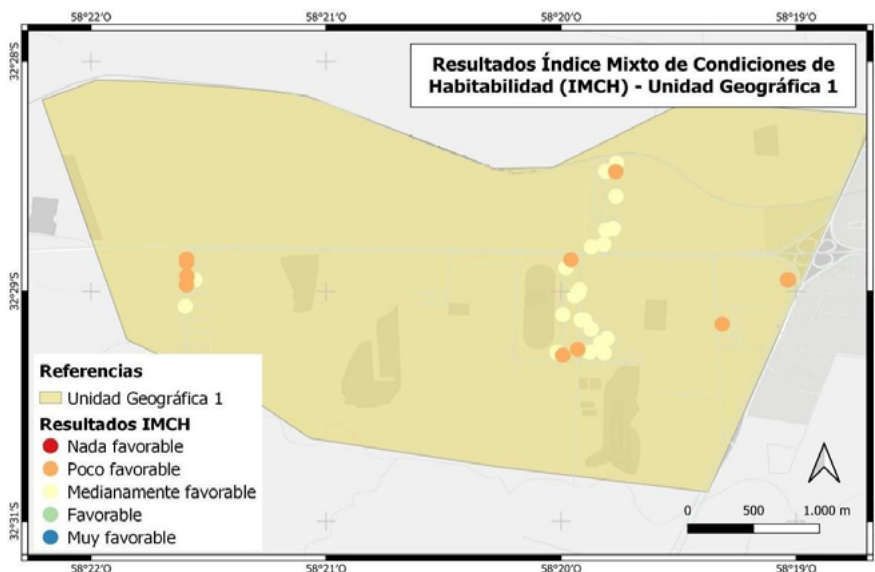 58°22'O 58°21'O 58°20'O 58°19'O
32°28'S
Resultados Índice Mixto de Condiciones de
Habitabilidad (IMCH) - Unidad Geográfica 1
32°29'S
Referencias
Unidad Geográfica 1
Resultados IMCH
Nada favorable
Poco favorable
Medianamente favorable
Favorable
Muy favorable
0 500 1.000 m
32°31'S
58°22'O 58°21'O 58°20'O 58°19'O